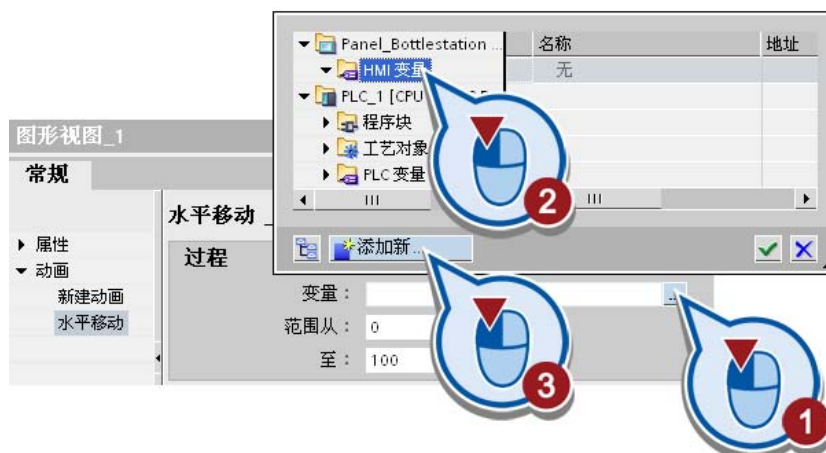 Panel_Bottlestation ...
名称
地址
HMI 变量
无
PLC_1 [CPU
程序块
工艺对象
PLC 变量
图形视图_1
常规
2
水平移动 _
添加新...
属性
过程
动画
新建动画
变量：
水平移动
范围从： 0
至： 100
3
1